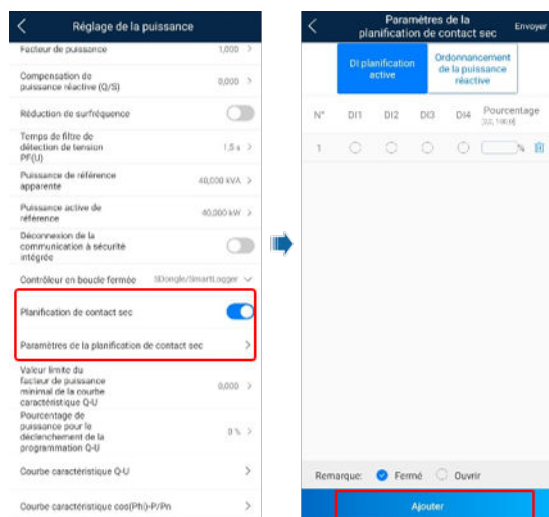 Réglage de la puissance
Facteur de puissance 1,000
Compensation de
puissance réactive (Q/S) 0,000
Réduction de surfréquence
Temps de filtre de
détection de tension
PF(U) 1,5 s
Puissance de référence
apparente 40,000 kVA
Puissance active de
référence 40,000 kW
Déconnexion de la
communication à sécurité
intégrée
Contrôleur en boucle fermée SDongle/SmartLogger
Planification de contact sec
Paramètres de la planification de contact sec
Valeur limite du
facteur de puissance
minimal de la courbe
caractéristique Q-U 0,000
Pourcentage de
puissance pour le
déclenchement de la
programmation Q-U 0 %
Courbe caractéristique Q-U
Courbe caractéristique cos(Phi)-P/Pn
Paramètres de la
planification de contact sec
Envoyer
DI planification
active
Ordonnancement
de la puissance
réactive
N° DI1 DI2 DI3 DI4 Pourcentage
1 %
Remarque: Fermé Ouvrir
Ajouter